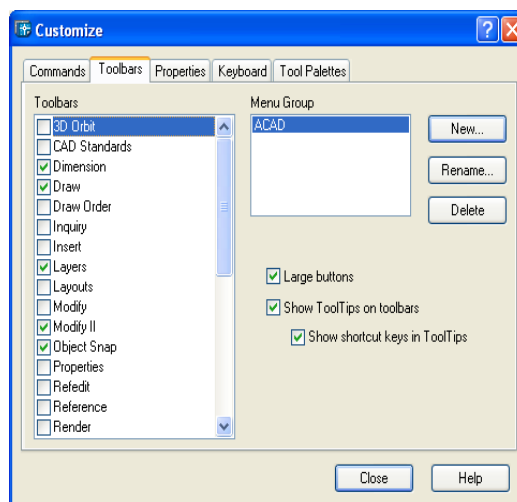 Customize
Commands Toolbars Properties Keyboard Tool Palettes
Toolbars
3D Orbit
CAD Standards
Dimension
Draw
Draw Order
Inquiry
Insert
Layers
Layouts
Modify
Modify II
Object Snap
Properties
Refedit
Reference
Render
Menu Group
ACAD
New...
Rename...
Delete
Large buttons
Show ToolTips on toolbars
Show shortcut keys in ToolTips
Close
Help